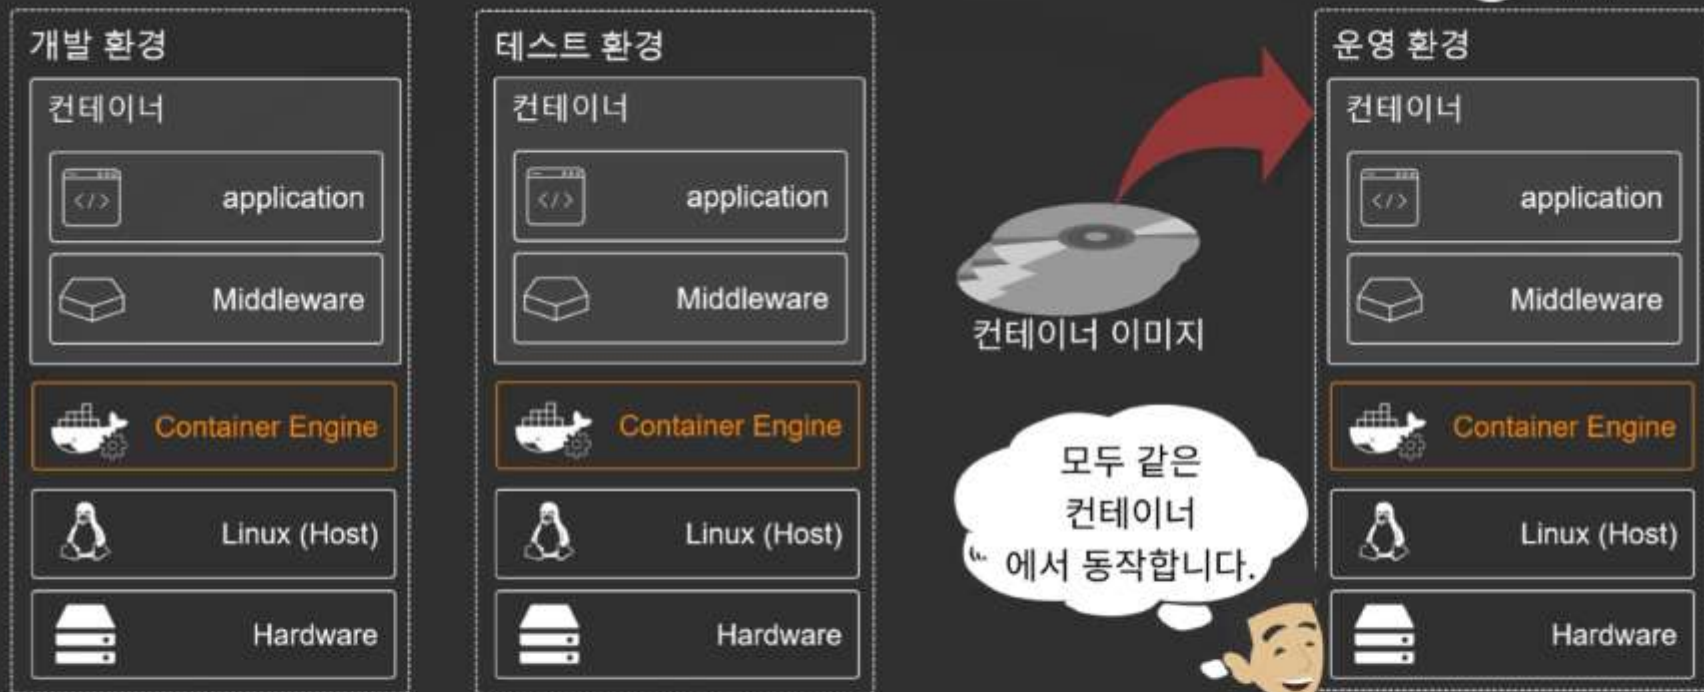 개발 환경
컨테이너
</>
application
Middleware
Container Engine
Linux (Host)
Hardware
테스트 환경
컨테이너
</>
application
Middleware
Container Engine
Linux (Host)
Hardware
컨테이너 이미지
모두 같은
컨테이너
에서 동작합니다.
운영 환경
컨테이너
</>
application
Middleware
Container Engine
Linux (Host)
Hardware